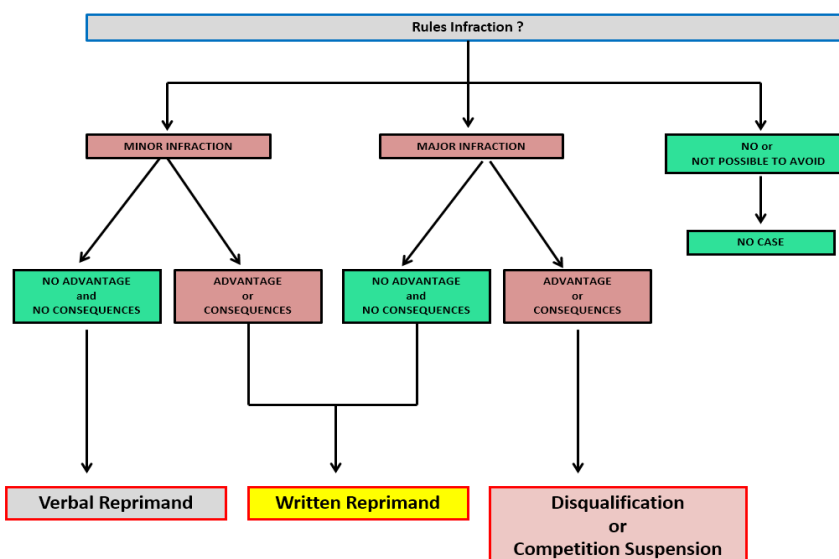 Rules Infraction ?
MINOR INFRACTION
MAJOR INFRACTION
NO or
NOT POSSIBLE TO AVOID
NO CASE
NO ADVANTAGE
and
NO CONSEQUENCES
ADVANTAGE
or
CONSEQUENCES
NO ADVANTAGE
and
NO CONSEQUENCES
ADVANTAGE
or
CONSEQUENCES
Verbal Reprimand
Written Reprimand
Disqualification
or
Competition Suspension